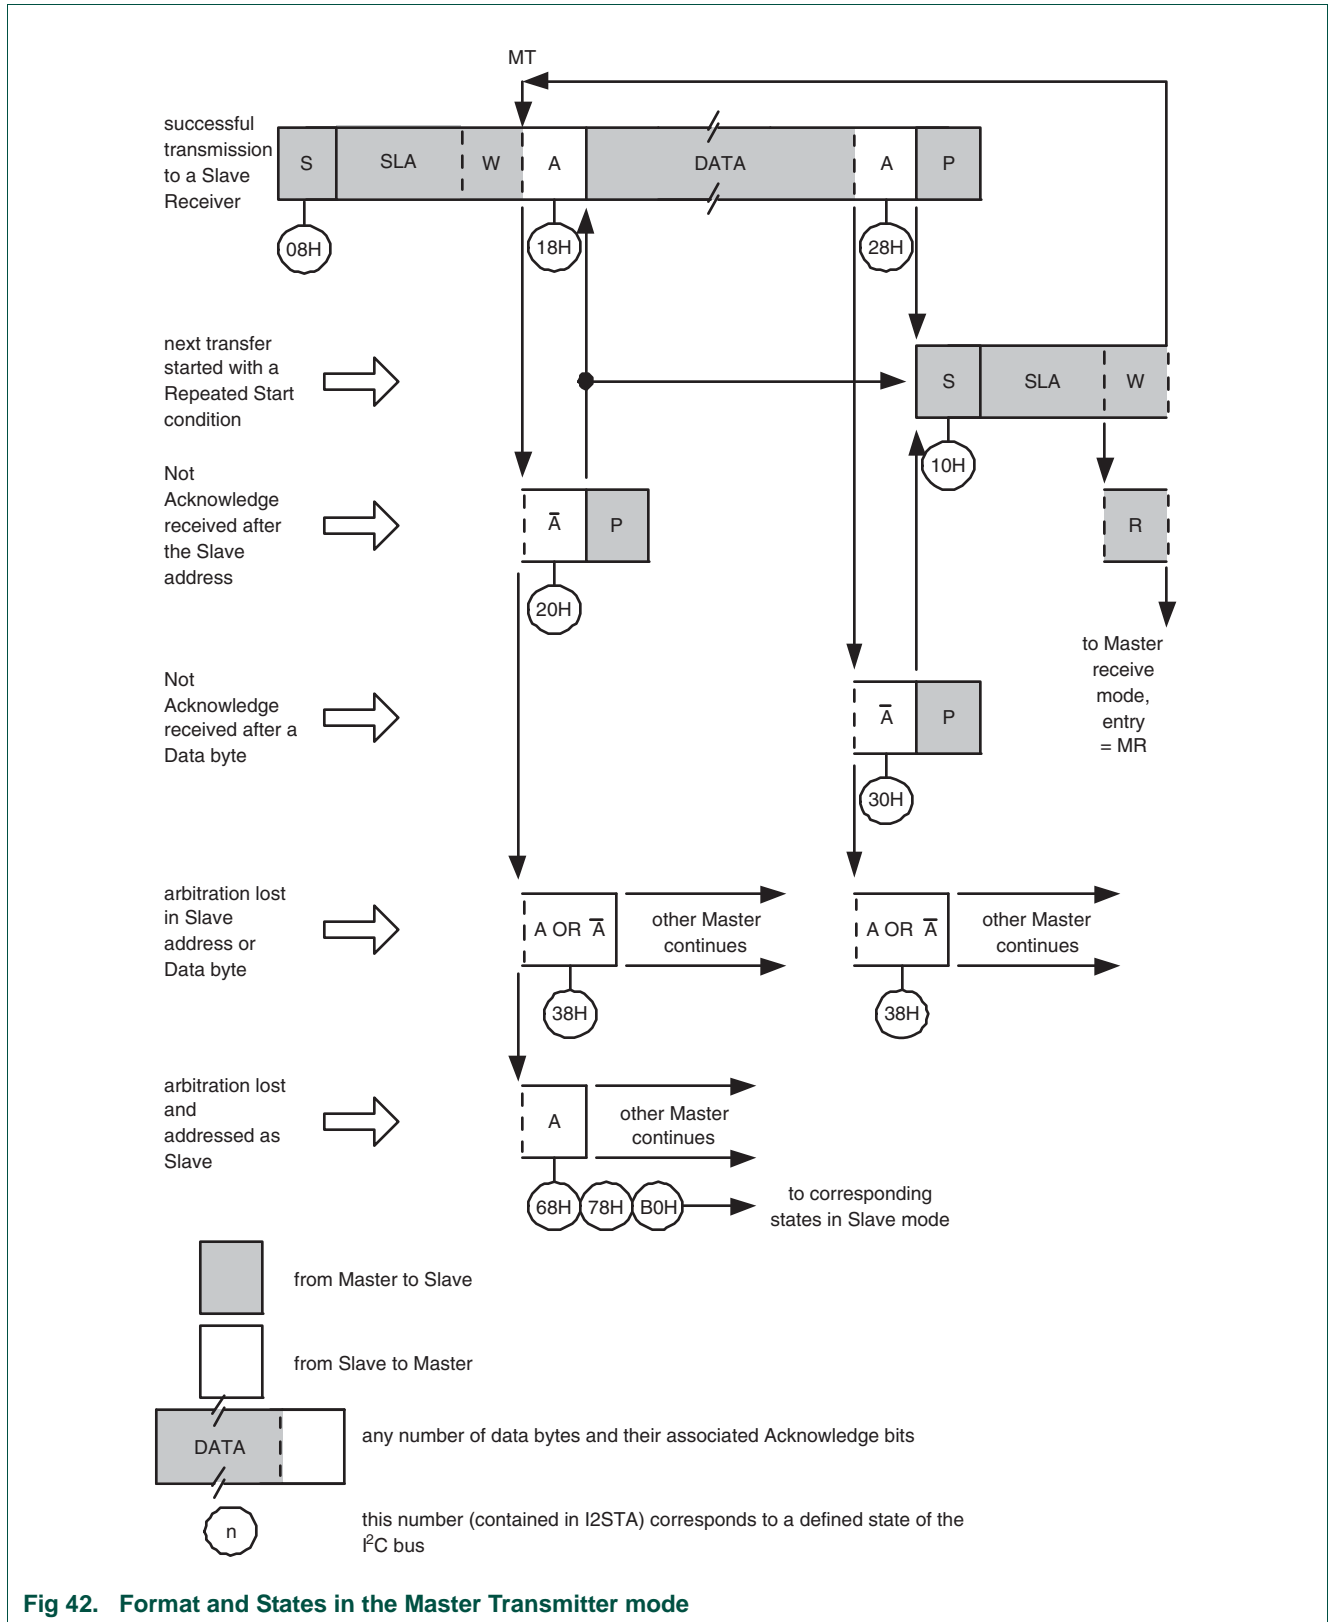 MT
successful
transmission
to a Slave
Receiver
S
SLA
W
A
DATA
A
P
08H
18H
28H
next transfer
started with a
Repeated Start
condition
S
SLA
W
10H
Not
Acknowledge
received after
the Slave
address
A̅
P
R
20H
to Master
receive
mode,
entry
= MR
Not
Acknowledge
received after a
Data byte
A̅
P
30H
arbitration lost
in Slave
address or
Data byte
A OR A̅
other Master
continues
A OR A̅
other Master
continues
38H
38H
arbitration lost
and
addressed as
Slave
A
other Master
continues
68H
78H
B0H
to corresponding
states in Slave mode
from Master to Slave
from Slave to Master
DATA
any number of data bytes and their associated Acknowledge bits
n
this number (contained in I2STA) corresponds to a defined state of the
I²C bus
Fig 42. Format and States in the Master Transmitter mode